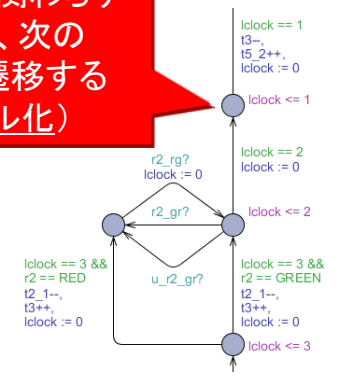 、次の
遷移する
ル化）
lclock == 1
t3--,
t5_2++,
lclock := 0
lclock <= 1
lclock == 2
lclock := 0
r2_rg?
lclock := 0
r2_gr?
lclock <= 2
u_r2_gr?
lclock == 3 &&
r2 == RED
t2_1--,
t3++,
lclock := 0
lclock == 3 &&
r2 == GREEN
t2_1--,
t3++,
lclock := 0
lclock <= 3